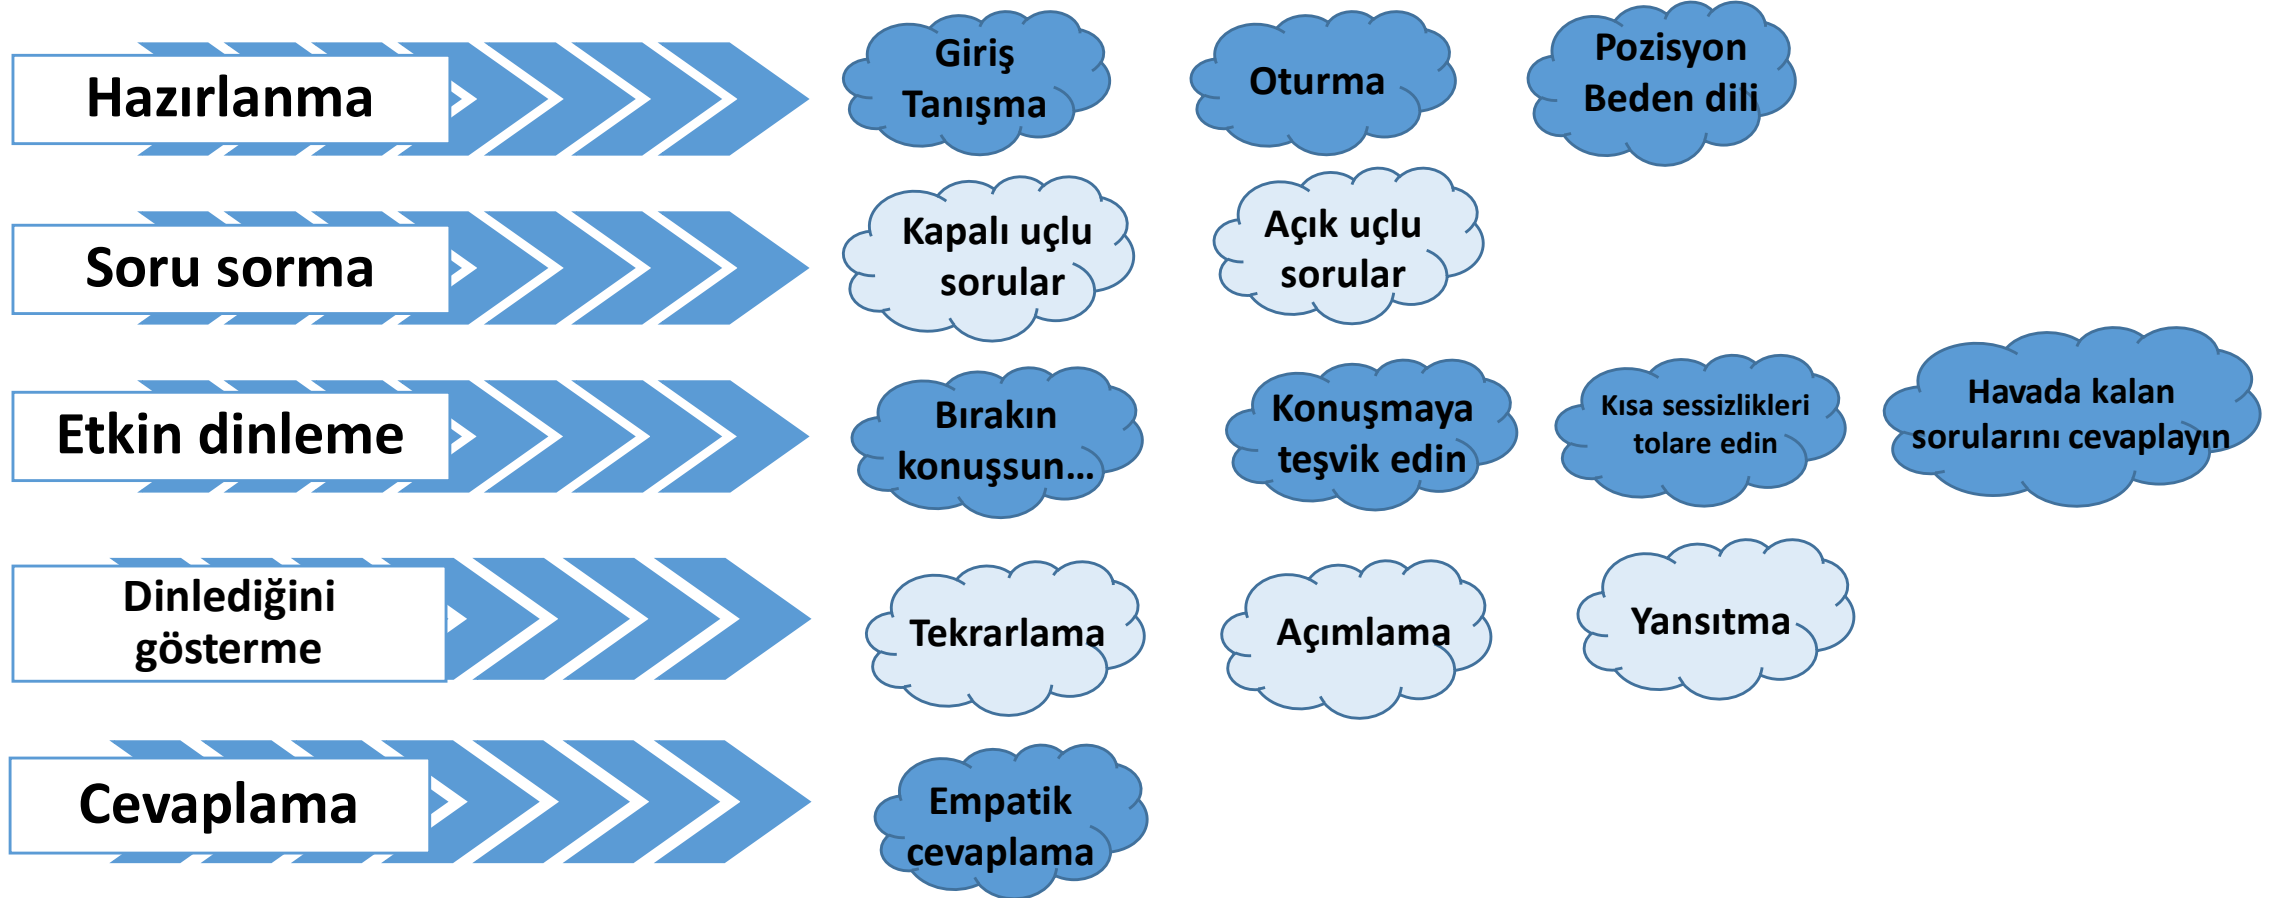 Hazırlanma
Giriş
Tanışma
Oturma
Pozisyon
Beden dili
Soru sorma
Kapalı uçlu
sorular
Açık uçlu
sorular
Etkin dinleme
Bırakın
konuşsun…
Konuşmaya
teşvik edin
Kısa sessizlikleri
tolare edin
Havada kalan
sorularını cevaplayın
Dinlediğini
gösterme
Tekrarlama
Açımlama
Yansıtma
Cevaplama
Empatik
cevaplama